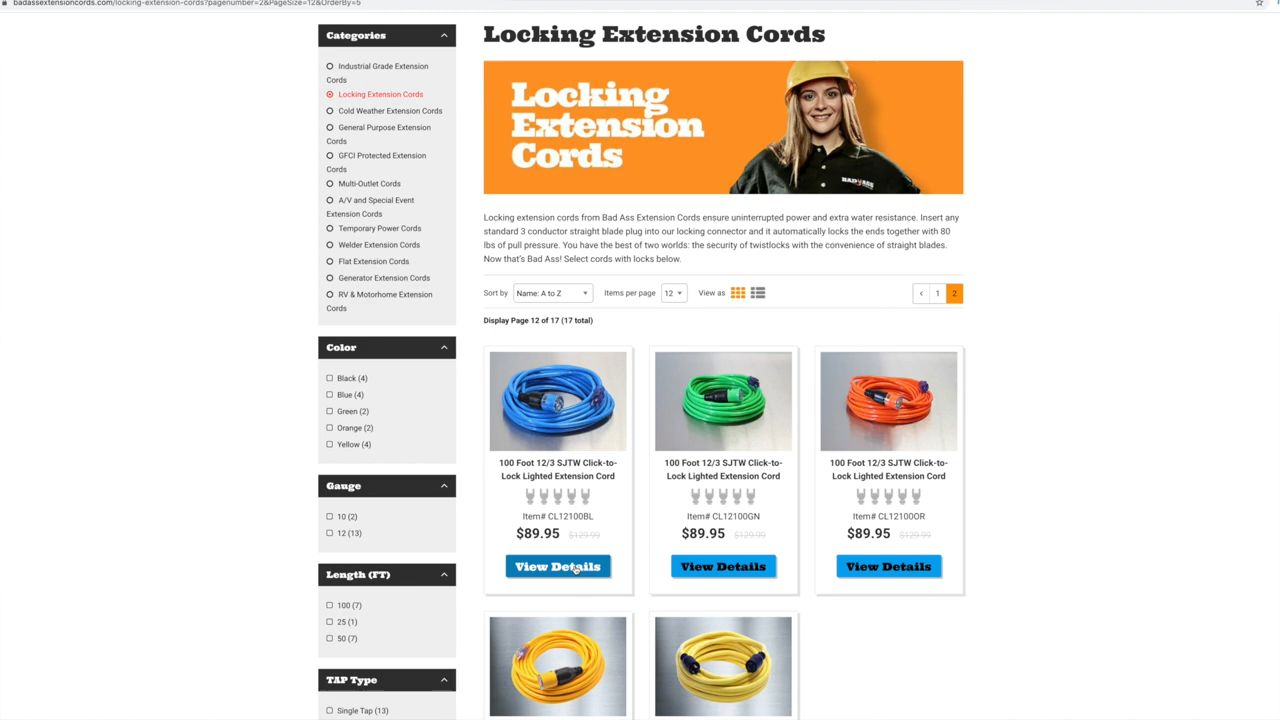 badassextensioncords.com/locking-extension-cords?pagenumber=2&PageSize=12&OrderBy=5
Categories
Industrial Grade Extension
Cords
Locking Extension Cords
Cold Weather Extension Cords
General Purpose Extension
Cords
GFCI Protected Extension
Cords
Multi-Outlet Cords
A/V and Special Event
Extension Cords
Temporary Power Cords
Welder Extension Cords
Flat Extension Cords
Generator Extension Cords
RV & Motorhome Extension
Cords
Color
Black (4)
Blue (4)
Green (2)
Orange (2)
Yellow (4)
Gauge
10 (2)
12 (13)
Length (FT)
100 (7)
25 (1)
50 (7)
TAP Type
Single Tap (13)
Locking Extension Cords
Locking
Extension
Cords
BAD ASS
Locking extension cords from Bad Ass Extension Cords ensure uninterrupted power and extra water resistance. Insert any
standard 3 conductor straight blade plug into our locking connector and it automatically locks the ends together with 80
lbs of pull pressure. You have the best of two worlds: the security of twistlocks with the convenience of straight blades.
Now that's Bad Ass! Select cords with locks below.
Sort by Name: A to Z Items per page 12 View as ‹ 1 2
Display Page 12 of 17 (17 total)
100 Foot 12/3 SJTW Click-to-
Lock Lighted Extension Cord
Item# CL12100BL
$89.95 $129.99
View Details
100 Foot 12/3 SJTW Click-to-
Lock Lighted Extension Cord
Item# CL12100GN
$89.95 $129.99
View Details
100 Foot 12/3 SJTW Click-to-
Lock Lighted Extension Cord
Item# CL12100OR
$89.95 $129.99
View Details